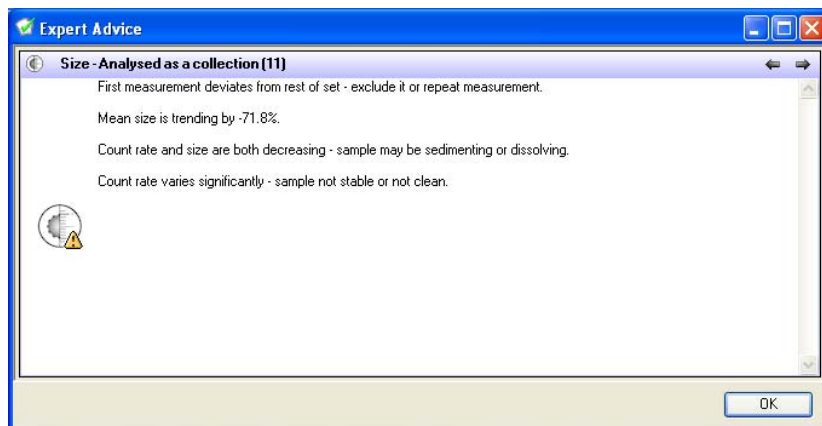 Expert Advice
Size - Analysed as a collection (11)
First measurement deviates from rest of set - exclude it or repeat measurement.
Mean size is trending by -71.8%.
Count rate and size are both decreasing - sample may be sedimenting or dissolving.
Count rate varies significantly - sample not stable or not clean.
OK